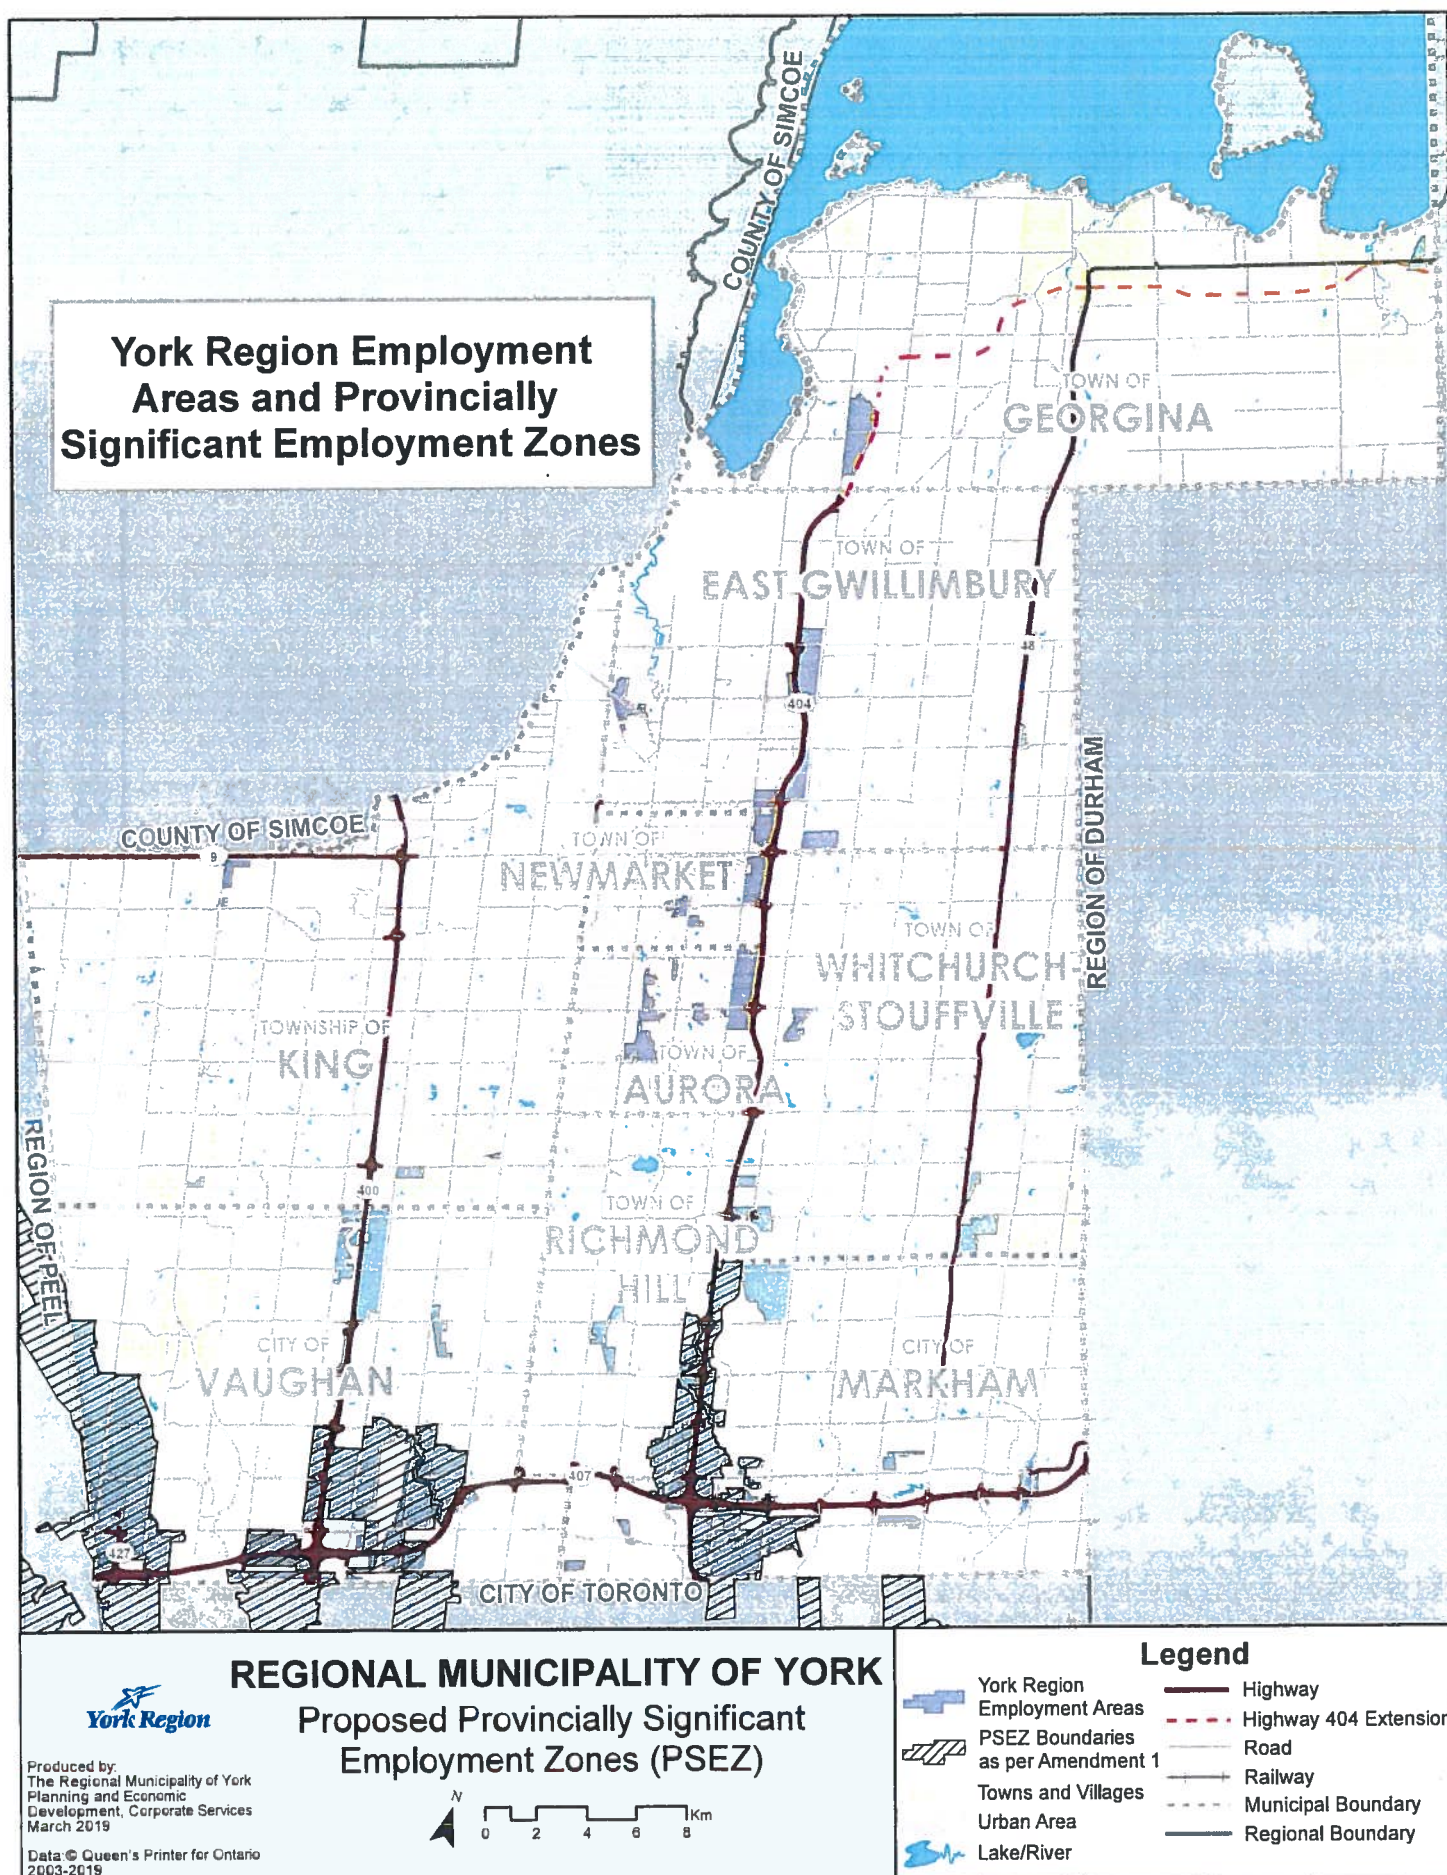 COUNTY OF SIMCOE
York Region Employment
Areas and Provincially
Significant Employment Zones
TOWN OF
GEORGINA
TOWN OF
EAST GWILLIMBURY
48
404
COUNTY OF SIMCOE
9
TOWN OF
NEWMARKET
REGION OF DURHAM
TOWN OF
WHITCHURCH-
STOUFFVILLE
TOWNSHIP OF
KING
TOWN OF
AURORA
REGION OF PEEL
400
TOWN OF
RICHMOND
HILL
CITY OF
VAUGHAN
CITY OF
MARKHAM
407
427
CITY OF TORONTO
York Region
REGIONAL MUNICIPALITY OF YORK
Proposed Provincially Significant
Employment Zones (PSEZ)
Produced by:
The Regional Municipality of York
Planning and Economic
Development, Corporate Services
March 2019
Data:© Queen's Printer for Ontario
2003-2019
N
Km
0 2 4 6 8
Legend
York Region
Employment Areas
PSEZ Boundaries
as per Amendment 1
Towns and Villages
Urban Area
Lake/River
Highway
Highway 404 Extension
Road
Railway
Municipal Boundary
Regional Boundary